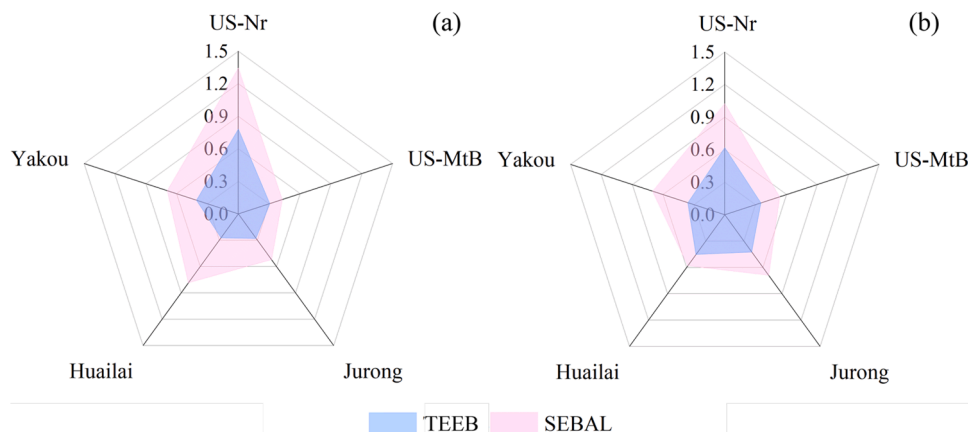 US-Nr
(a)
1.5
1.2
0.9
0.6
0.3
0.0
Yakou
US-MtB
Huailai
Jurong
US-Nr
(b)
1.5
1.2
0.9
0.6
0.3
0.0
Yakou
US-MtB
Huailai
Jurong
TEEB SEBAL